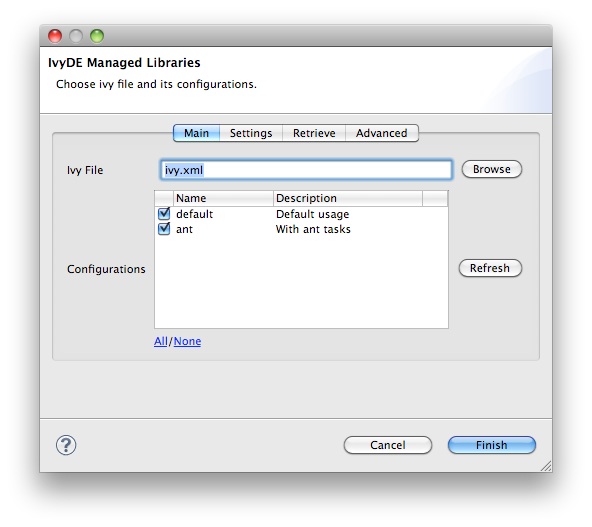 IvyDE Managed Libraries
Choose ivy file and its configurations.
Main Settings Retrieve Advanced
Ivy File ivy.xml Browse
Name Description
default Default usage
ant With ant tasks
Configurations Refresh
All/None
? Cancel Finish